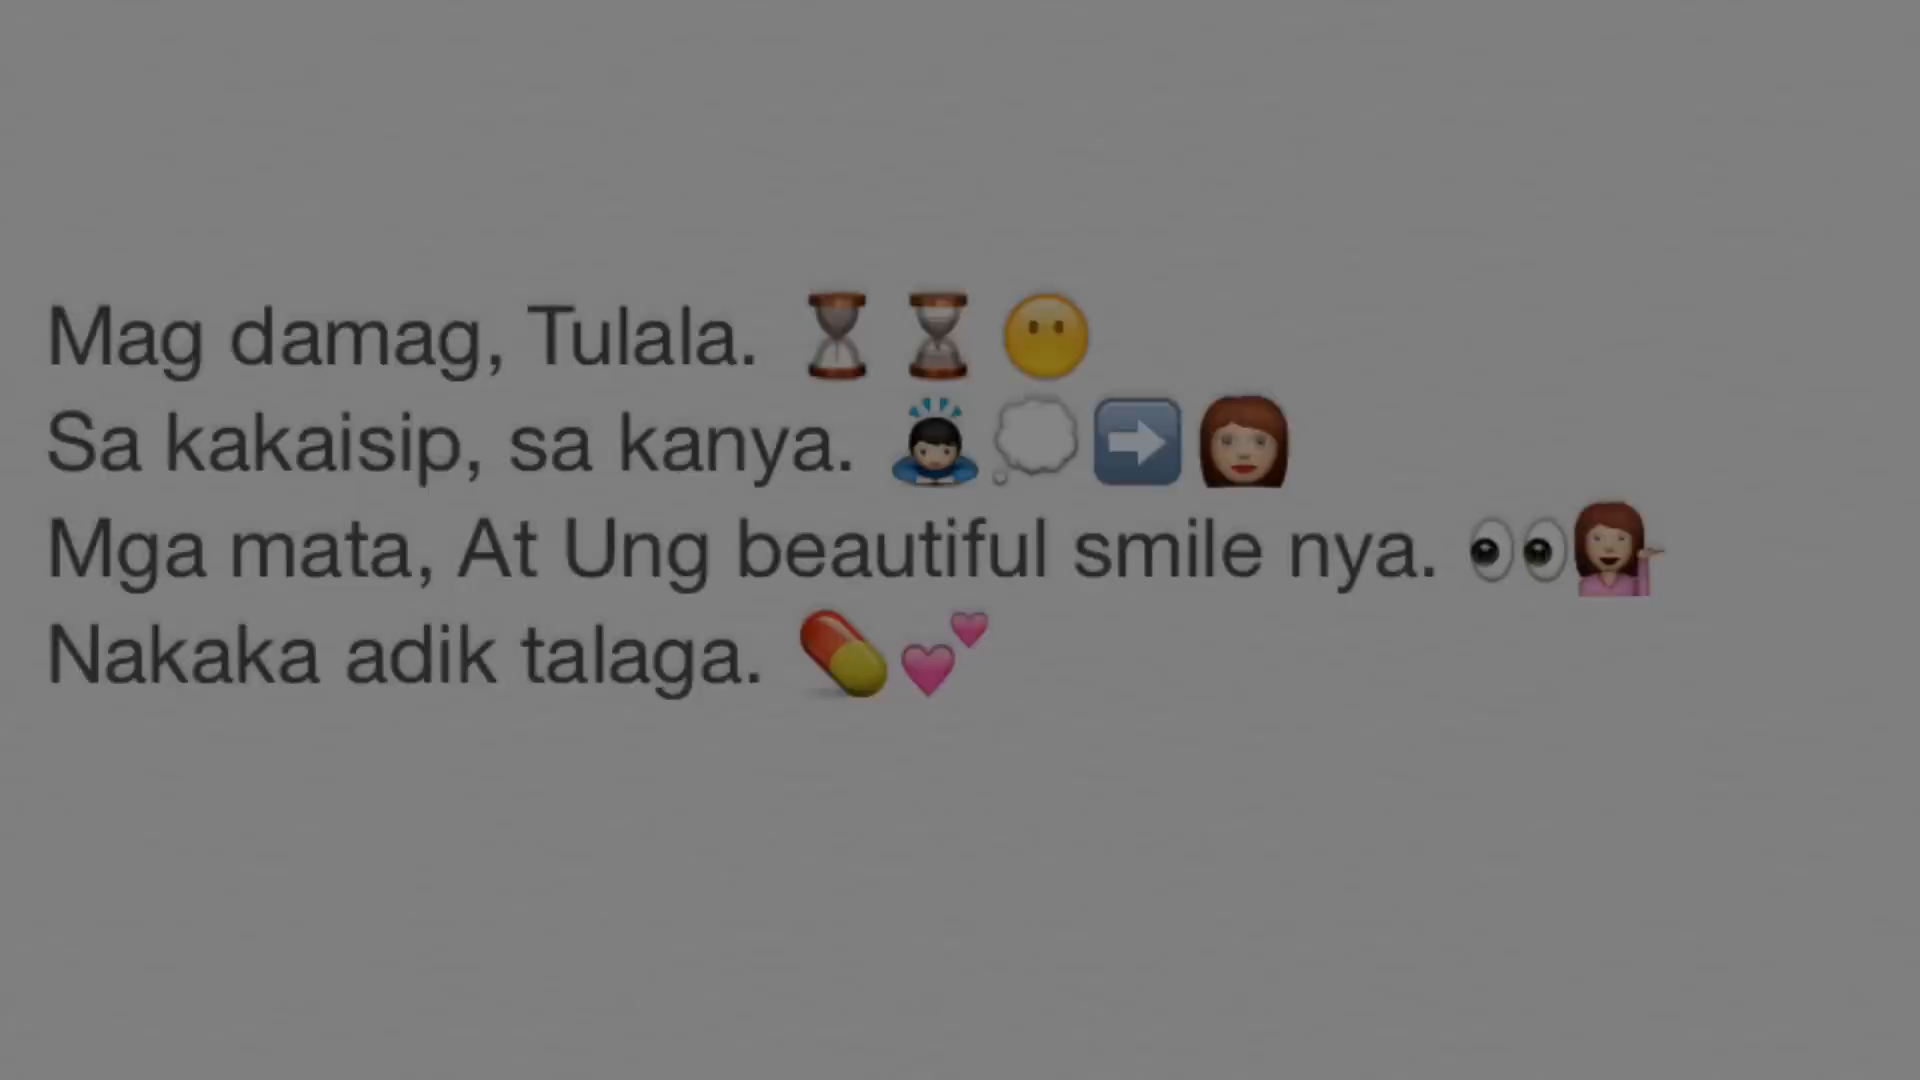 Mag damag, Tulala. ⏳ ⌛ 😶
Sa kakaisip, sa kanya. 🙇💭➡️👩
Mga mata, At Ung beautiful smile nya. 👀💁
Nakaka adik talaga. 💊💕